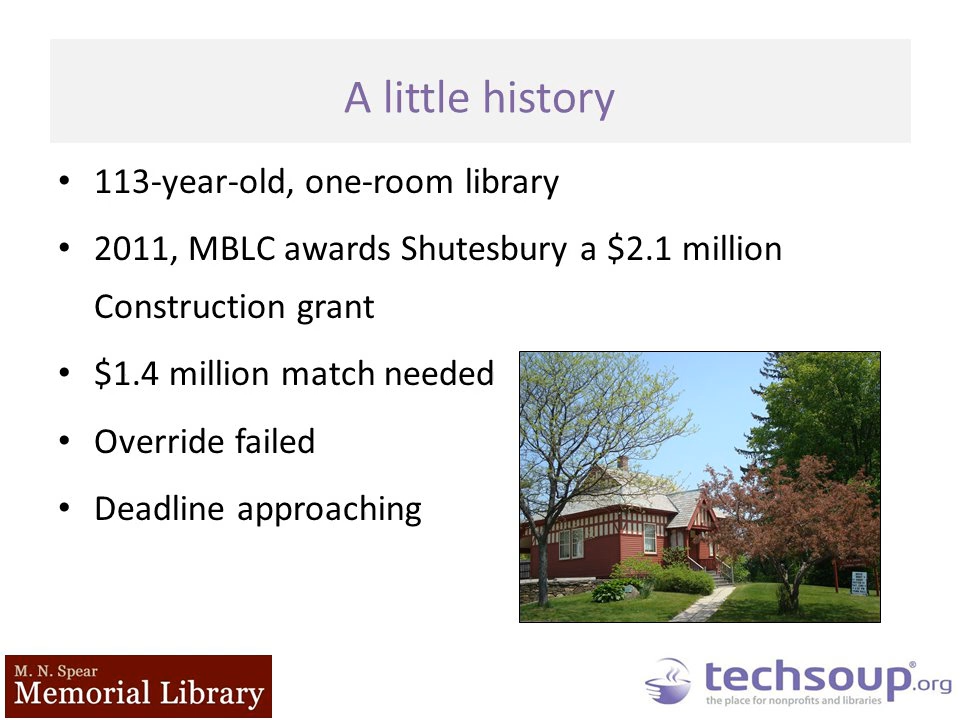 A little history
• 113-year-old, one-room library
• 2011, MBLC awards Shutesbury a $2.1 million
Construction grant
• $1.4 million match needed
• Override failed
• Deadline approaching
M. N. Spear
Memorial Library
techsoup®.org
the place for nonprofits and libraries